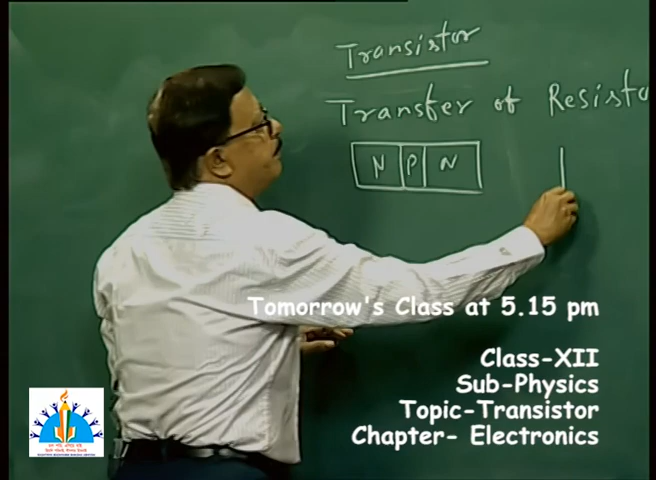 Transistor
Transfer of Resisto
N P N
Tomorrow's Class at 5.15 pm
Class-XII
Sub-Physics
Topic-Transistor
Chapter- Electronics